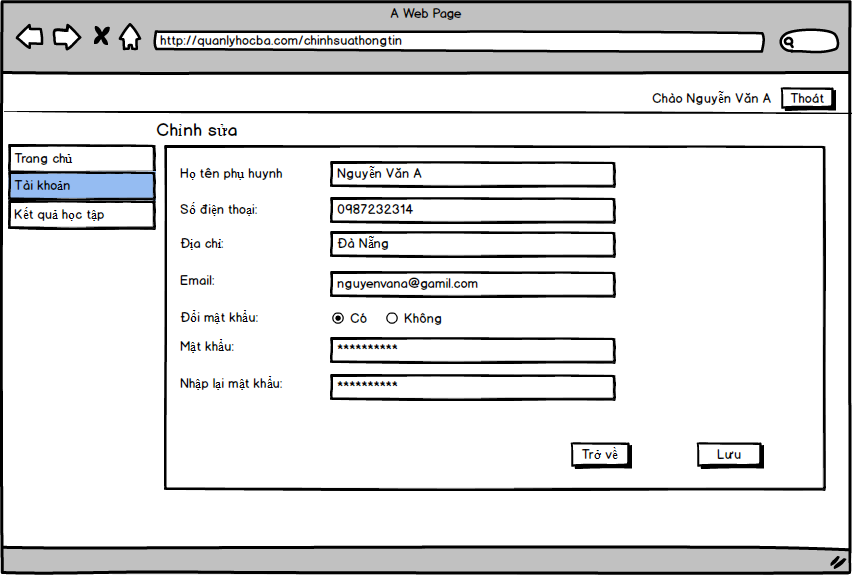 A Web Page
http://quanlyhocba.com/chinhsuathongtin
Chào Nguyễn Văn A Thoát
Chỉnh sửa
Trang chủ
Tài khoản
Kết quả học tập
Họ tên phụ huynh Nguyễn Văn A
Số điện thoại: 0987232314
Địa chỉ: Đà Nẵng
Email: nguyenvana@gamil.com
Đổi mật khẩu: Có Không
Mật khẩu: **********
Nhập lại mật khẩu: **********
Trở về Lưu